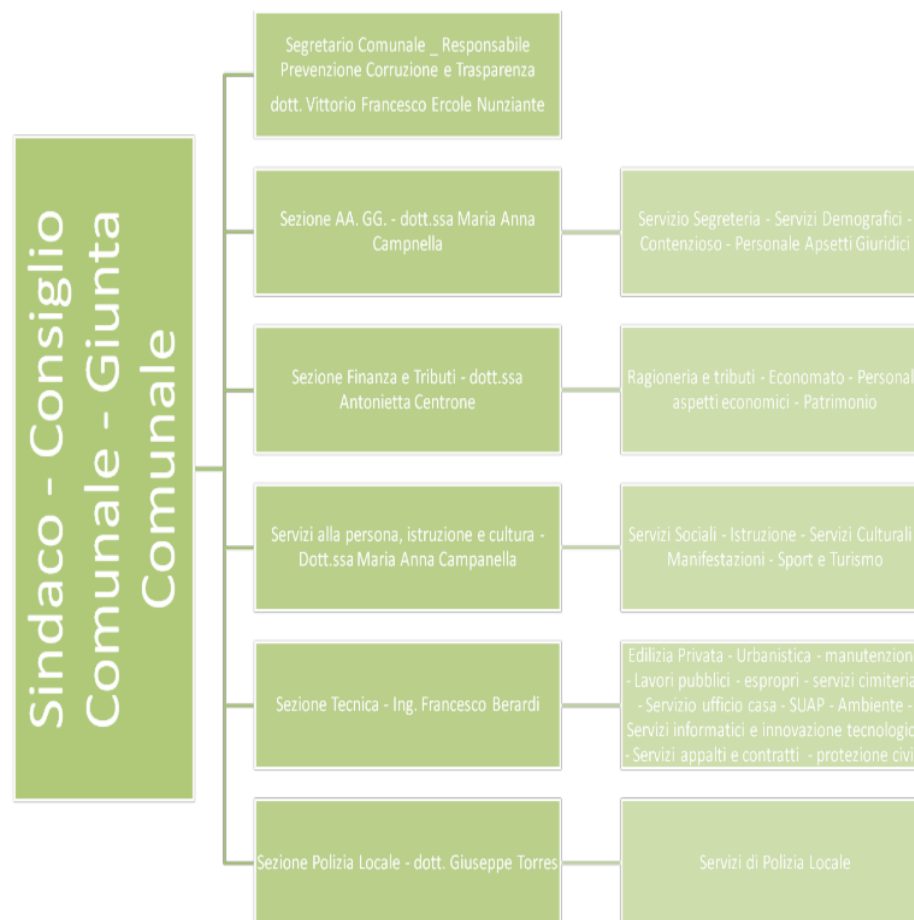 Sindaco - Consiglio
Comunale - Giunta
Comunale
Segretario Comunale _ Responsabile
Prevenzione Corruzione e Trasparenza
dott. Vittorio Francesco Ercole Nunziante
Sezione AA. GG. - dott.ssa Maria Anna
Campnella
Servizio Segreteria - Servizi Demografici -
Contenzioso - Personale Apsetti Giuridici
Sezione Finanza e Tributi - dott.ssa
Antonietta Centrone
Ragioneria e tributi - Economato - Personal
aspetti economici - Patrimonio
Servizi alla persona, istruzione e cultura -
Dott.ssa Maria Anna Campanella
Servizi Sociali - Istruzione - Servizi Culturali
Manifestazioni - Sport e Turismo
Sezione Tecnica - Ing. Francesco Berardi
Edilizia Privata - Urbanistica - manutenzion
- Lavori pubblici - espropri - servizi cimiteria
- Servizio ufficio casa - SUAP - Ambiente -
Servizi informatici e innovazione tecnologic
- Servizi appalti e contratti - protezione civi
Sezione Polizia Locale - dott. Giuseppe Torres
Servizi di Polizia Locale